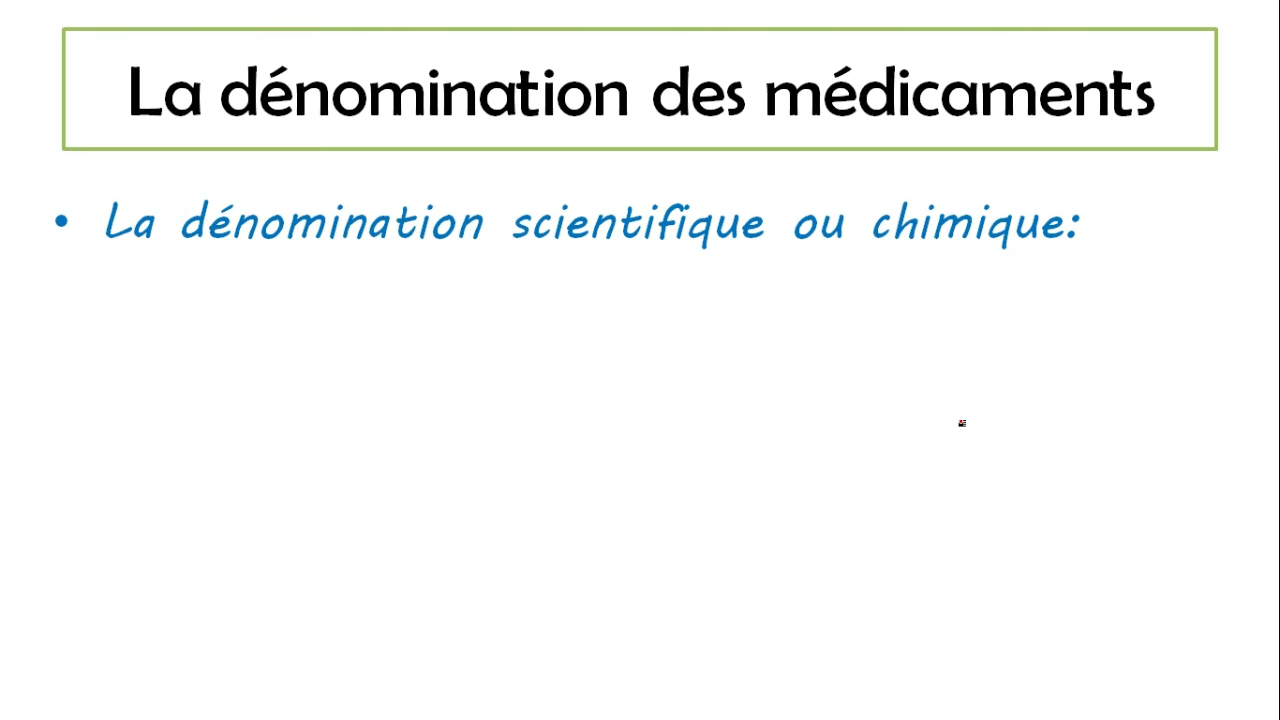 La dénomination des médicaments
• La dénomination scientifique ou chimique: